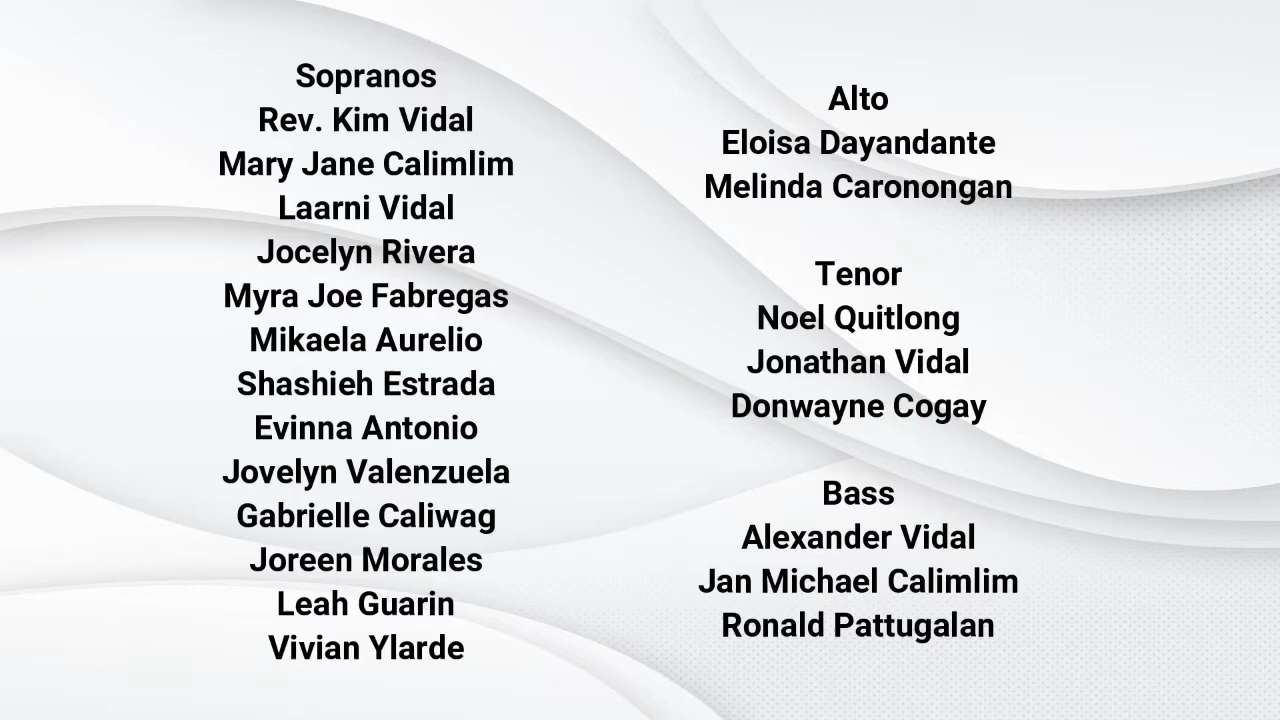 Sopranos
Rev. Kim Vidal
Mary Jane Calimlim
Laarni Vidal
Jocelyn Rivera
Myra Joe Fabregas
Mikaela Aurelio
Shashieh Estrada
Evinna Antonio
Jovelyn Valenzuela
Gabrielle Caliwag
Joreen Morales
Leah Guarin
Vivian Ylarde
Alto
Eloisa Dayandante
Melinda Caronongan
Tenor
Noel Quitlong
Jonathan Vidal
Donwayne Cogay
Bass
Alexander Vidal
Jan Michael Calimlim
Ronald Pattugalan